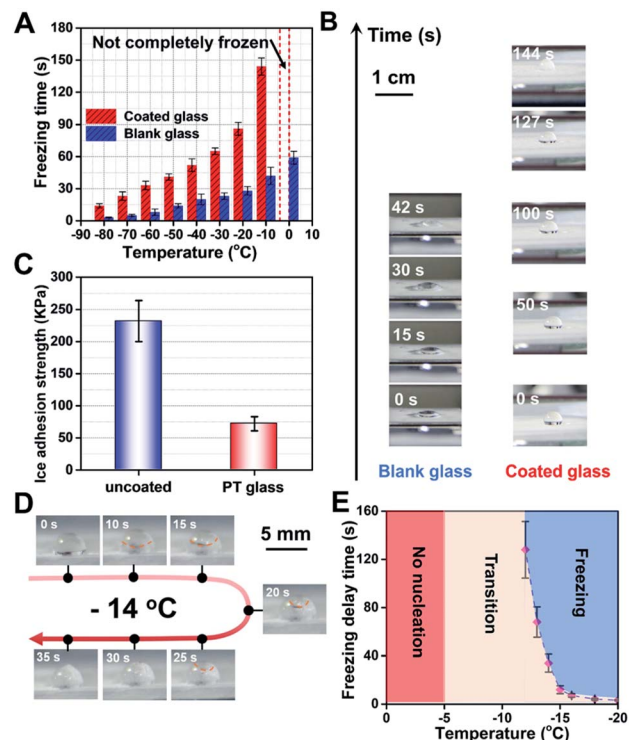 A
Not completely frozen
Freezing time (s)
180
150
120
90
60
30
0
Coated glass
Blank glass
-90 -80 -70 -60 -50 -40 -30 -20 -10 0 10
Temperature (°C)
B
Time (s)
1 cm
144 s
127 s
100 s
50 s
0 s
42 s
30 s
15 s
0 s
Blank glass
Coated glass
C
Ice adhesion strength (KPa)
300
250
200
150
100
50
0
uncoated
PT glass
D
0 s
10 s
15 s
5 mm
- 14 °C
20 s
35 s
30 s
25 s
E
Freezing delay time (s)
160
120
80
40
0
No nucleation
Transition
Freezing
0 -5 -10 -15 -20
Temperature (°C)